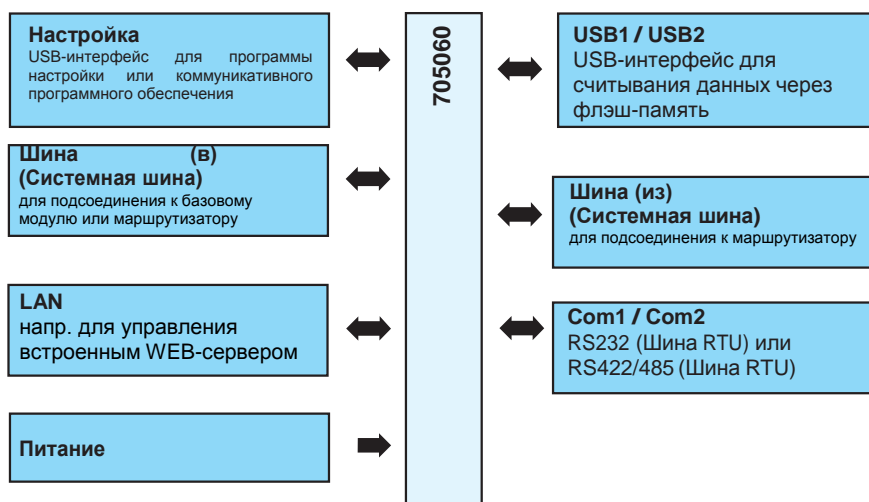 Настройка
USB-интерфейс для программы
настройки или коммуникативного
программного обеспечения
Шина (в)
(Системная шина)
для подсоединения к базовому
модулю или маршрутизатору
LAN
напр. для управления
встроенным WEB-сервером
Питание
705060
USB1 / USB2
USB-интерфейс для
считывания данных через
флэш-память
Шина (из)
(Системная шина)
для подсоединения к маршрутизатору
Com1 / Com2
RS232 (Шина RTU) или
RS422/485 (Шина RTU)